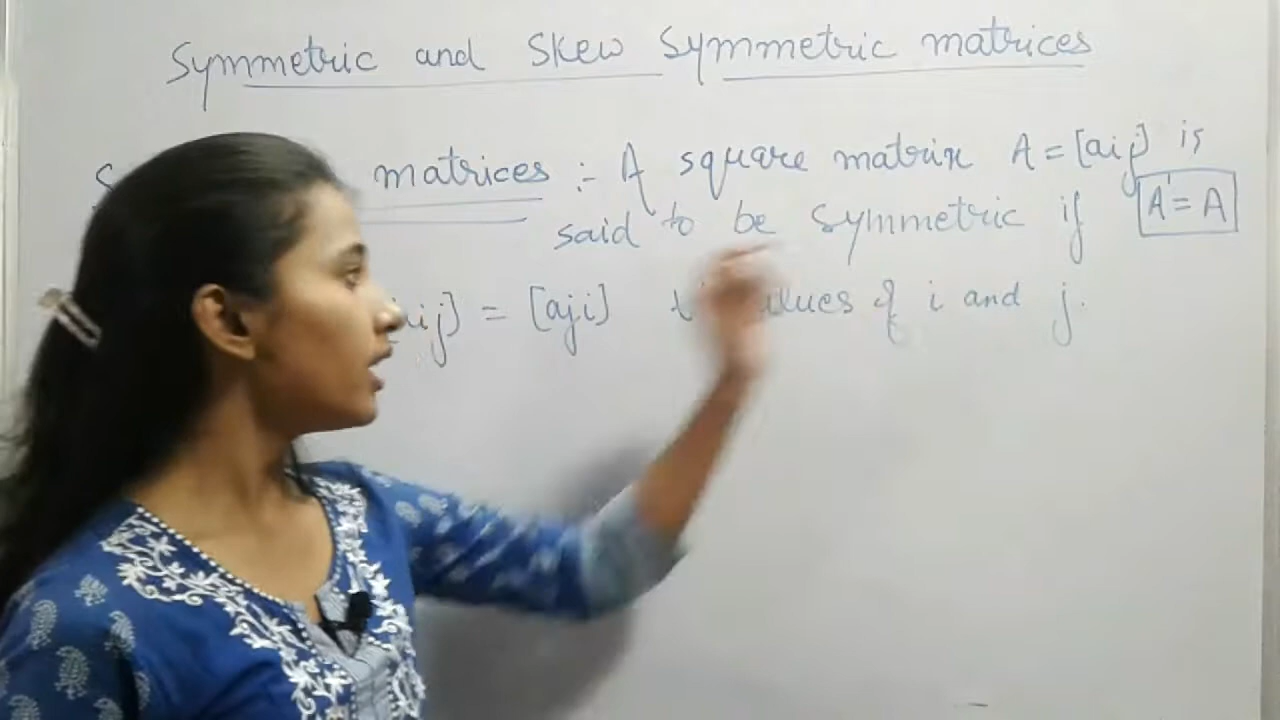 Symmetric and Skew Symmetric matrices
matrices :- A square matrix A = [aij] is
said to be symmetric if A' = A
aij] = [aji] values of i and j.